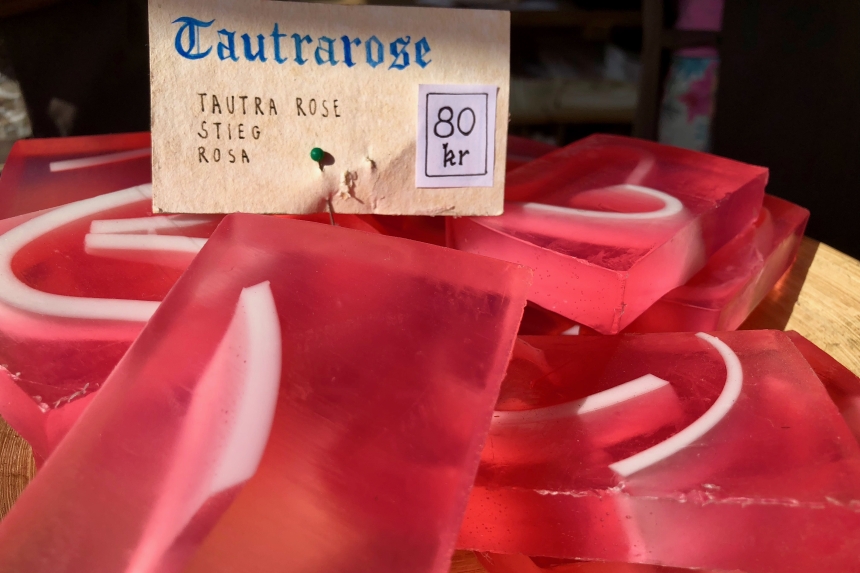 Tautrarose
TAUTRA ROSE
STIEG
ROSA
80
kr